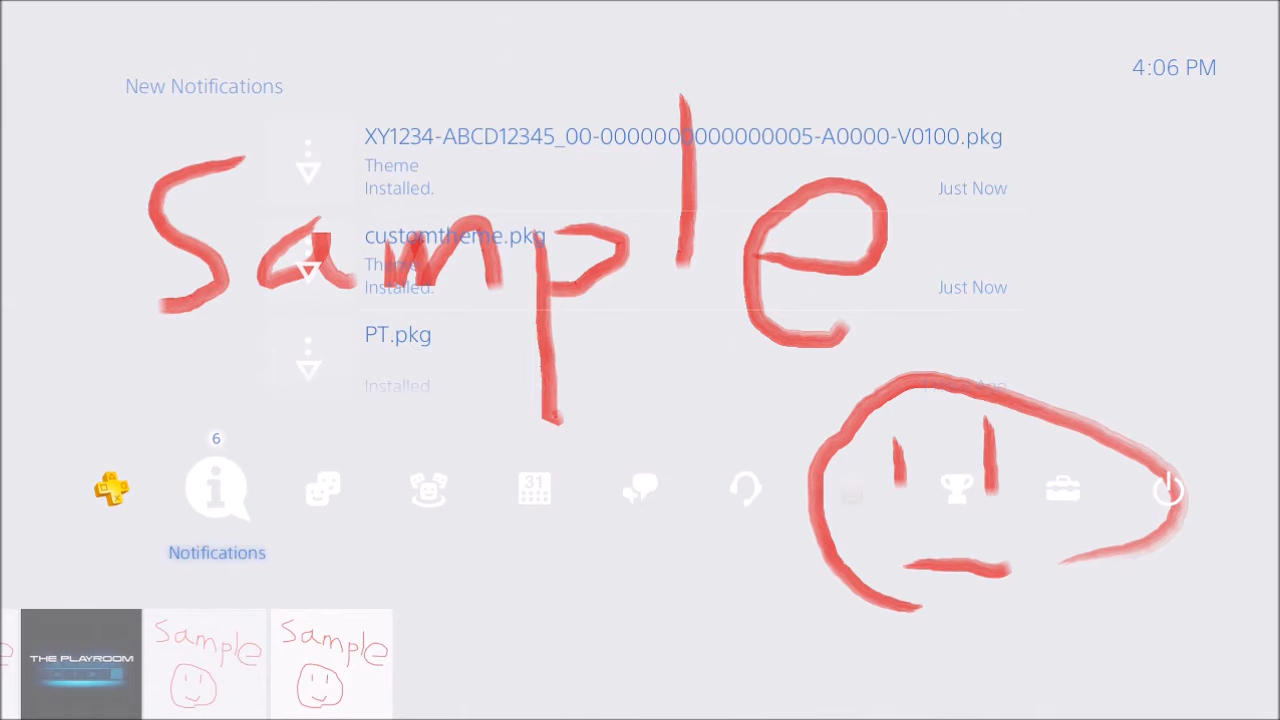 4:06 PM
New Notifications
XY1234-ABCD12345_00-0000000000000005-A0000-V0100.pkg
Theme
Installed.
Just Now
Sample
customtheme.pkg
Theme
Installed.
Just Now
PT.pkg
Installed
6
31
Notifications
THE PLAYROOM
Sample
Sample